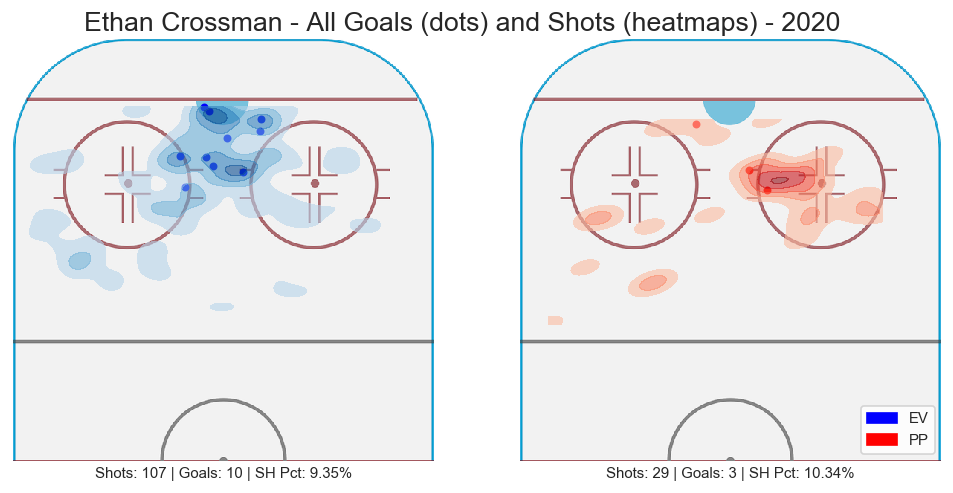 Ethan Crossman - All Goals (dots) and Shots (heatmaps) - 2020
EV
PP
Shots: 107 | Goals: 10 | SH Pct: 9.35%
Shots: 29 | Goals: 3 | SH Pct: 10.34%